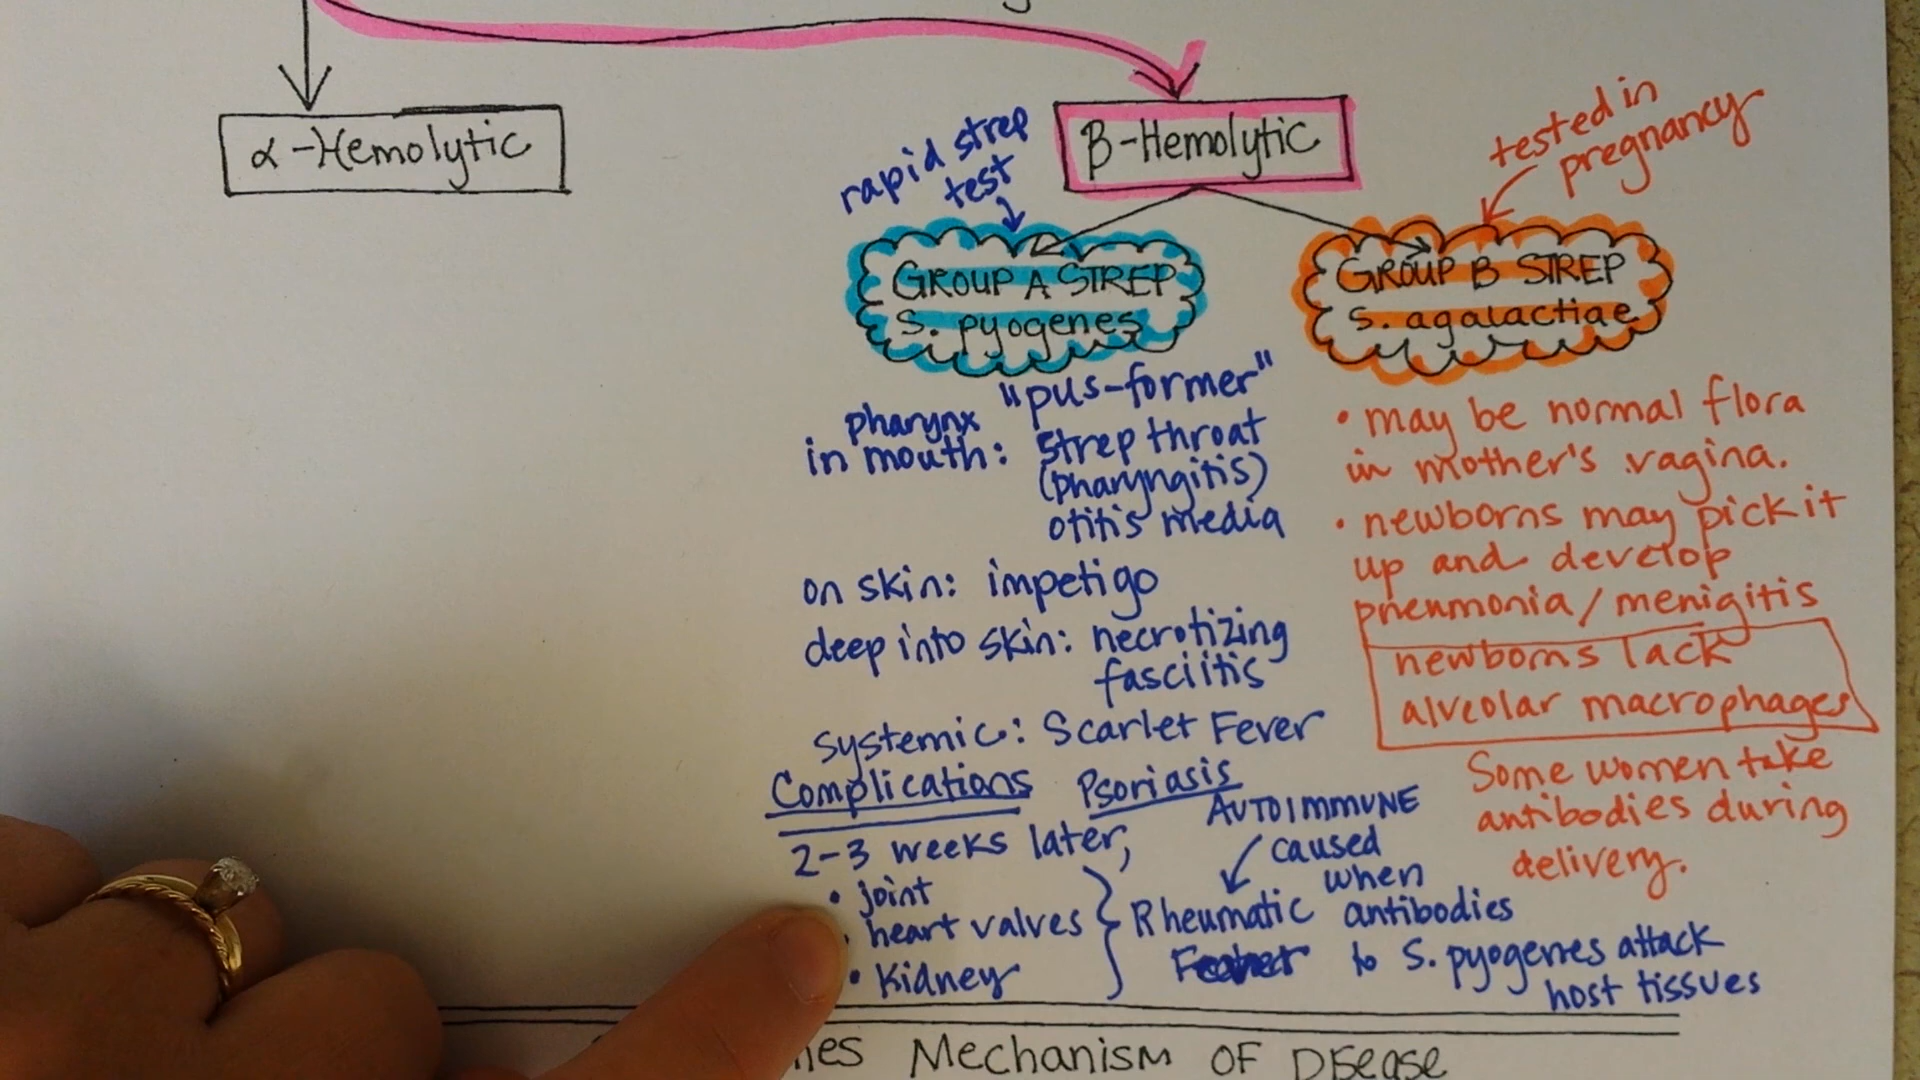 α-Hemolytic
β-Hemolytic
rapid strep
test
tested in
pregnancy
GROUP A STREP
S. pyogenes
GROUP B STREP
S. agalactiae
"pus-former"
pharynx
in mouth: strep throat
(pharyngitis)
otitis media
on skin: impetigo
deep into skin: necrotizing
fasciitis
systemic: Scarlet Fever
Complications
Psoriasis
2-3 weeks later,
• joint
• heart valves
• kidney
AUTOIMMUNE
Rheumatic
caused
when
antibodies
to S. pyogenes attack
host tissues
• may be normal flora
in mother's vagina.
• newborns may pick it
up and develop
pneumonia/menigitis
newborns lack
alveolar macrophages
Some women take
antibodies during
delivery.
Mechanism OF Disease